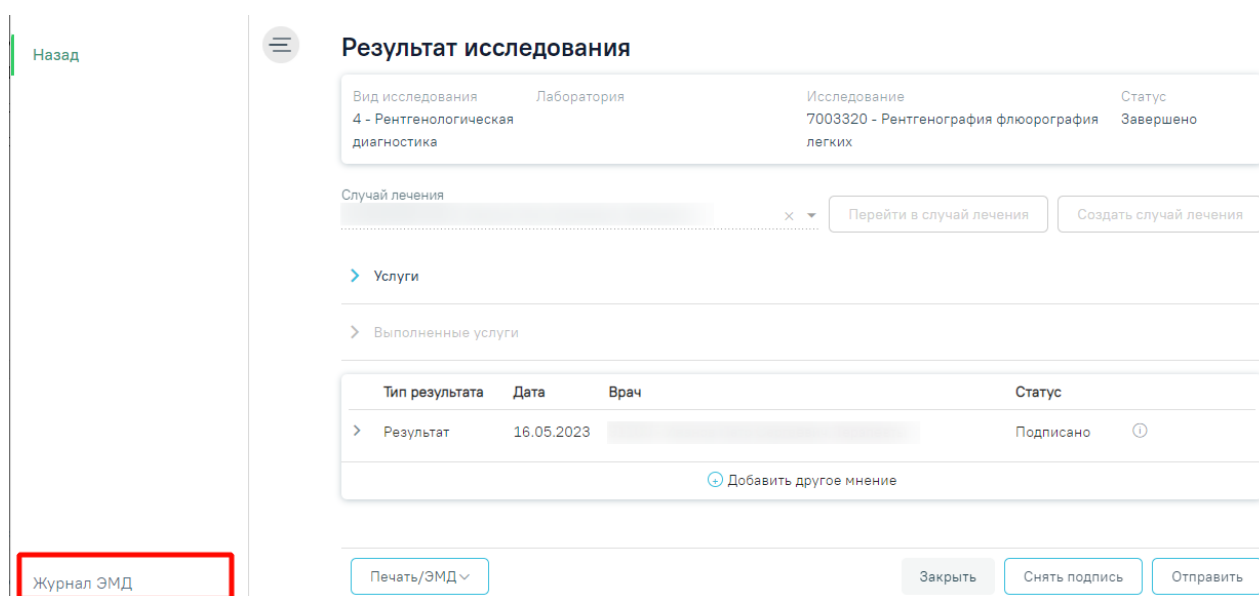 Назад
Результат исследования
Вид исследования Лаборатория Исследование Статус
4 - Рентгенологическая 7003320 - Рентгенография флюорография Завершено
диагностика легких
Случай лечения
Перейти в случай лечения Создать случай лечения
Услуги
Выполненные услуги
Тип результата Дата Врач Статус
Результат 16.05.2023 Подписано
Добавить другое мнение
Журнал ЭМД Печать/ЭМД Закрыть Снять подпись Отправить